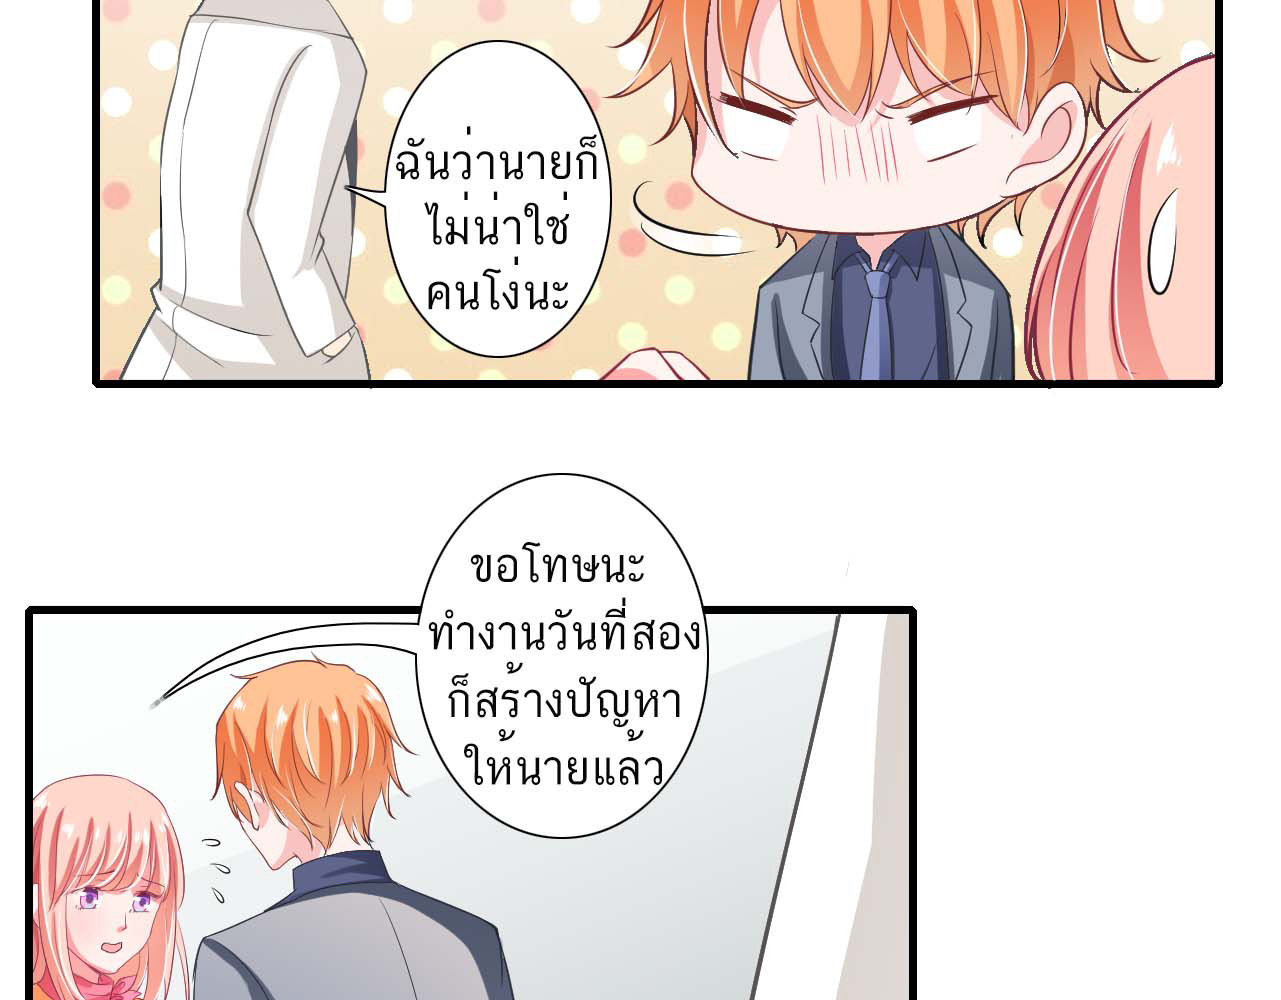 ฉันว่านายก็
ไม่น่าใช่
คนโง่นะ
ขอโทษนะ
ทำงานวันที่สอง
ก็สร้างปัญหา
ให้นายแล้ว